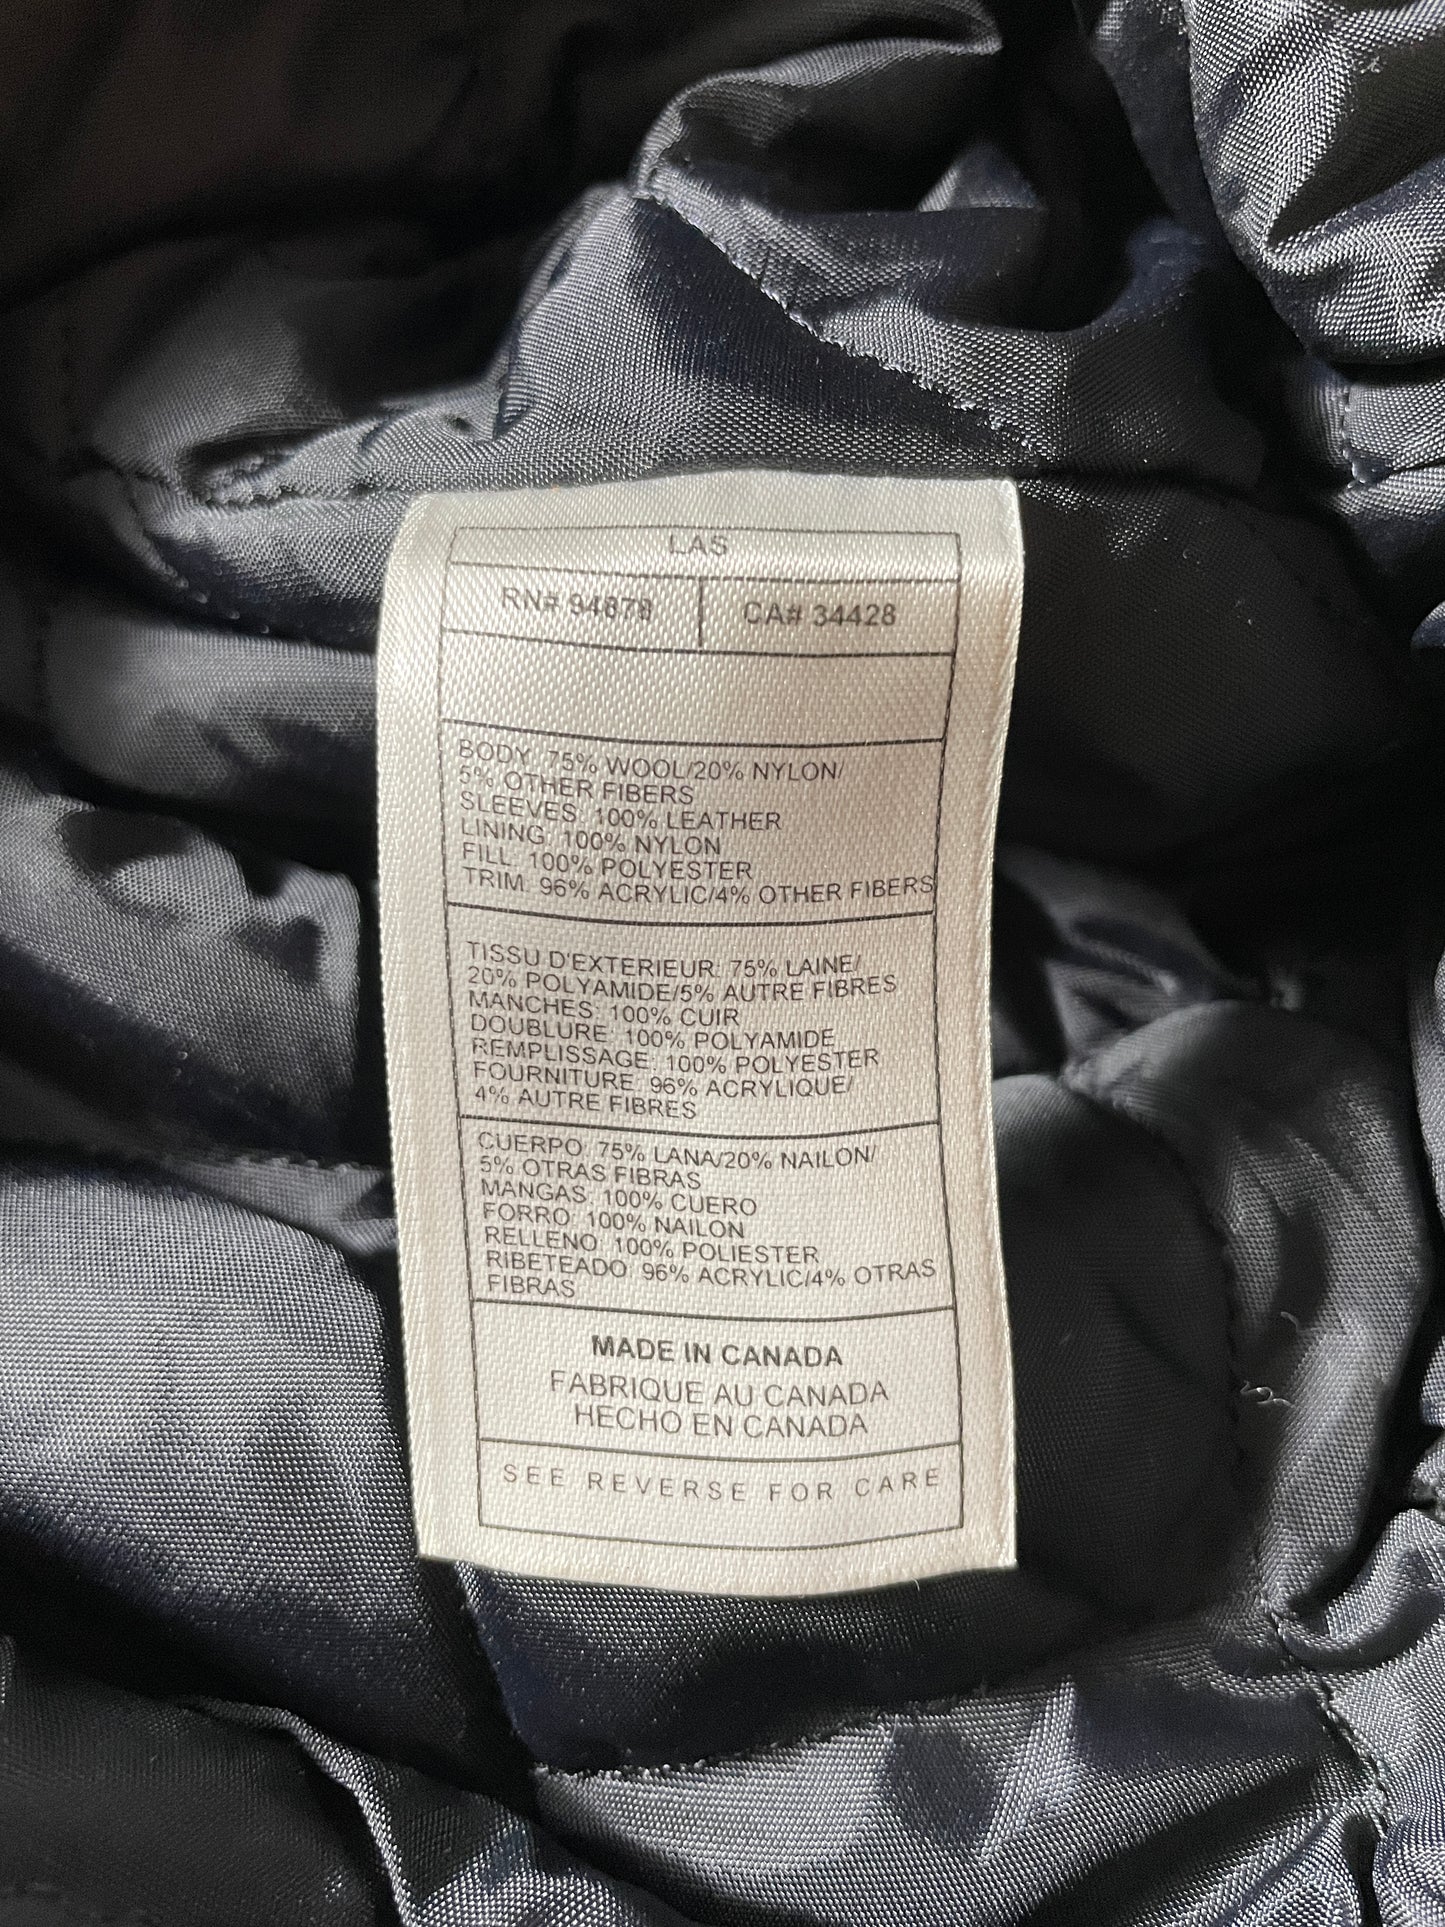 LAS
RN# 94878 CA# 34428
BODY: 75% WOOL/20% NYLON/
5% OTHER FIBERS
SLEEVES: 100% LEATHER
LINING: 100% NYLON
FILL: 100% POLYESTER
TRIM: 96% ACRYLIC/4% OTHER FIBERS
TISSU D'EXTERIEUR: 75% LAINE/
20% POLYAMIDE/5% AUTRE FIBRES
MANCHES: 100% CUIR
DOUBLURE: 100% POLYAMIDE
REMPLISSAGE: 100% POLYESTER
FOURNITURE: 96% ACRYLIQUE/
4% AUTRE FIBRES
CUERPO: 75% LANA/20% NAILON/
5% OTRAS FIBRAS
MANGAS: 100% CUERO
FORRO: 100% NAILON
RELLENO: 100% POLIESTER
RIBETEADO: 96% ACRYLIC/4% OTRAS
FIBRAS
MADE IN CANADA
FABRIQUE AU CANADA
HECHO EN CANADA
SEE REVERSE FOR CARE